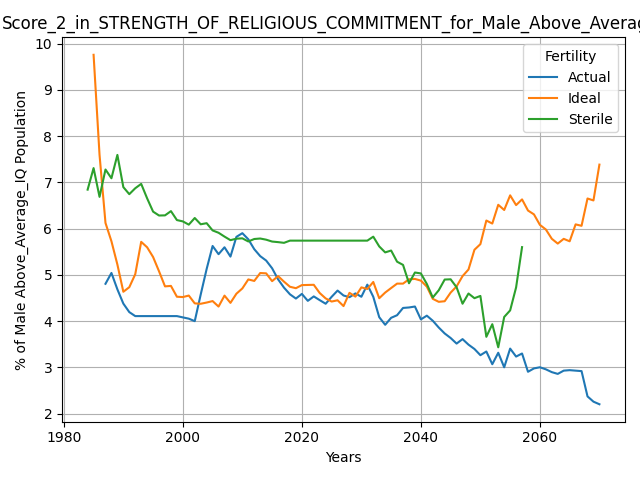 Score_2_in_STRENGTH_OF_RELIGIOUS_COMMITMENT_for_Male_Above_Averag
10
9
8
7
6
5
4
3
2
% of Male Above_Average_IQ Population
Fertility
Actual
Ideal
Sterile
1980 2000 2020 2040 2060
Years